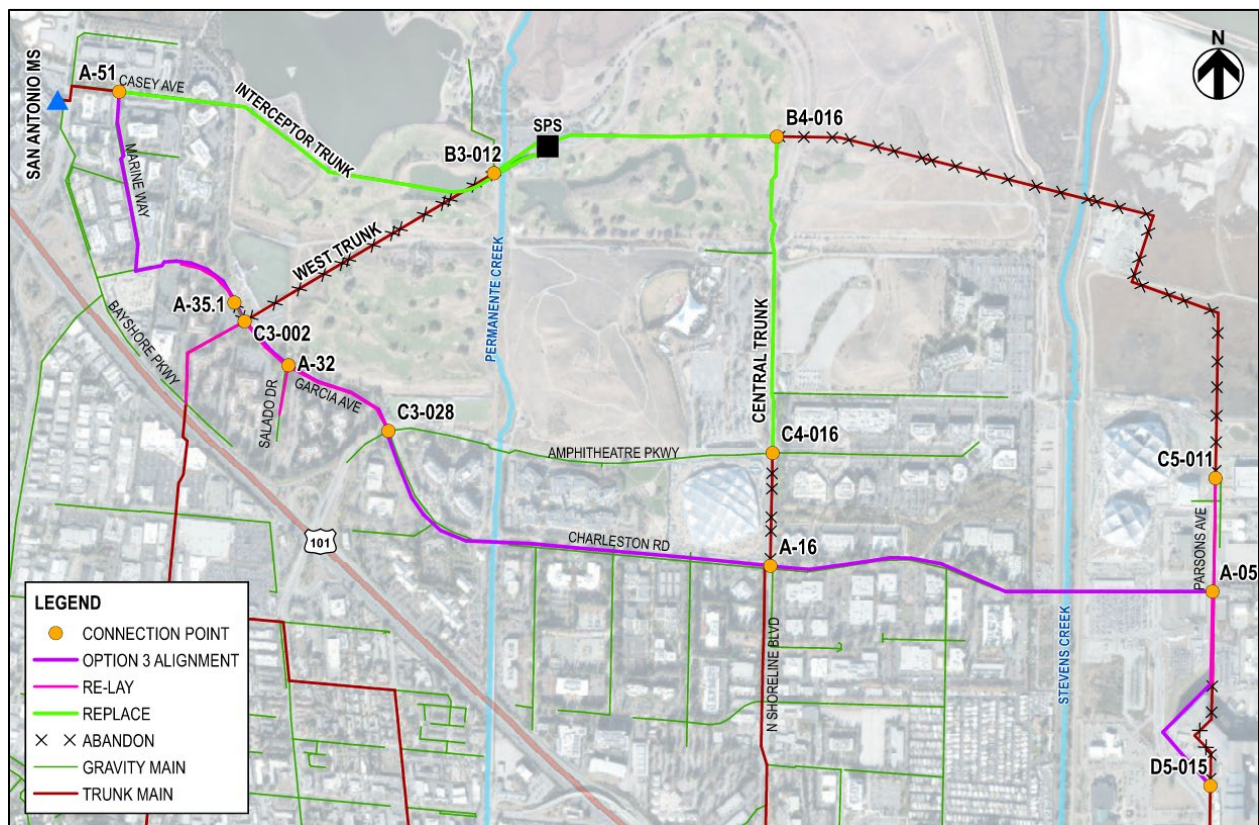 N
SAN ANTONIO MS
A-51
CASEY AVE
INTERCEPTOR TRUNK
SPS
B4-016
B3-012
MARINE WAY
WEST TRUNK
PERMANENTE CREEK
A-35.1
C3-002
BAYSHORE PKWY
A-32
GARCIA AVE
SALADO DR
CENTRAL TRUNK
C3-028
AMPHITHEATRE PKWY
C4-016
C5-011
101
CHARLESTON RD
A-16
PARSONS AVE
A-05
N SHORELINE BLVD
STEVENS CREEK
D5-015
LEGEND
CONNECTION POINT
OPTION 3 ALIGNMENT
RE-LAY
REPLACE
ABANDON
GRAVITY MAIN
TRUNK MAIN